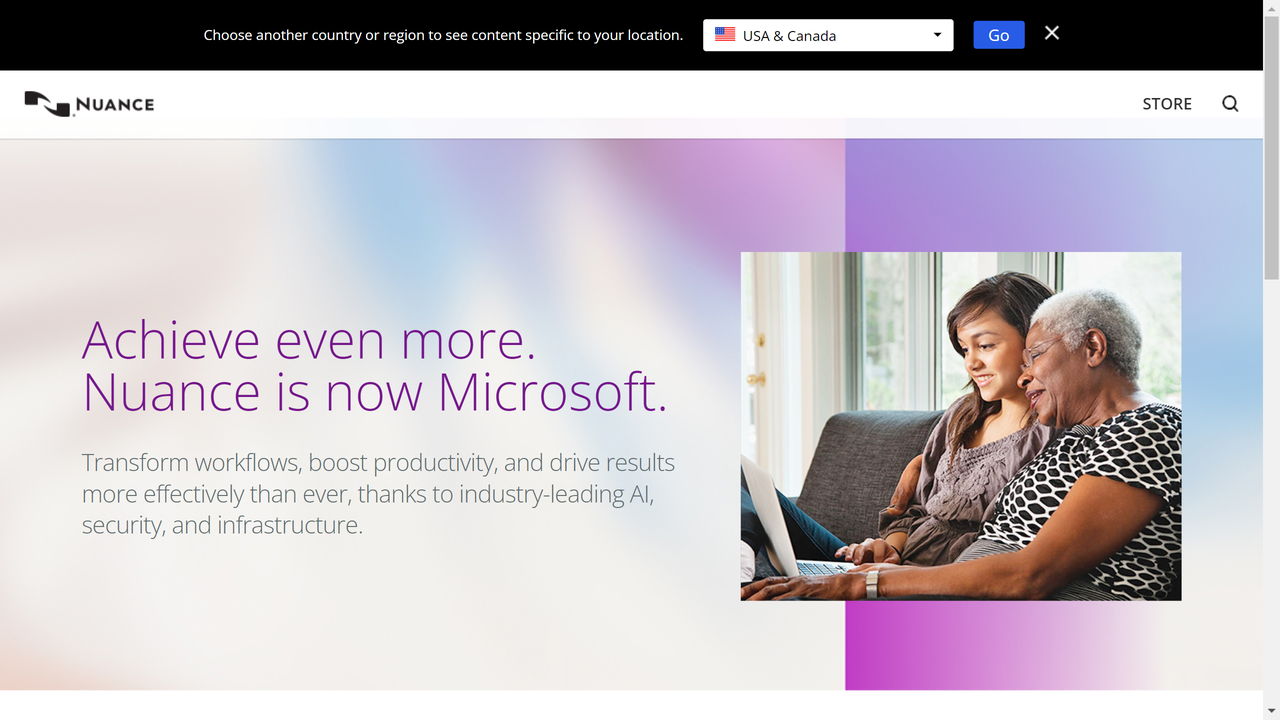 Choose another country or region to see content specific to your location.
USA & Canada
Go
NUANCE
STORE
Achieve even more.
Nuance is now Microsoft.
Transform workflows, boost productivity, and drive results
more effectively than ever, thanks to industry-leading AI,
security, and infrastructure.